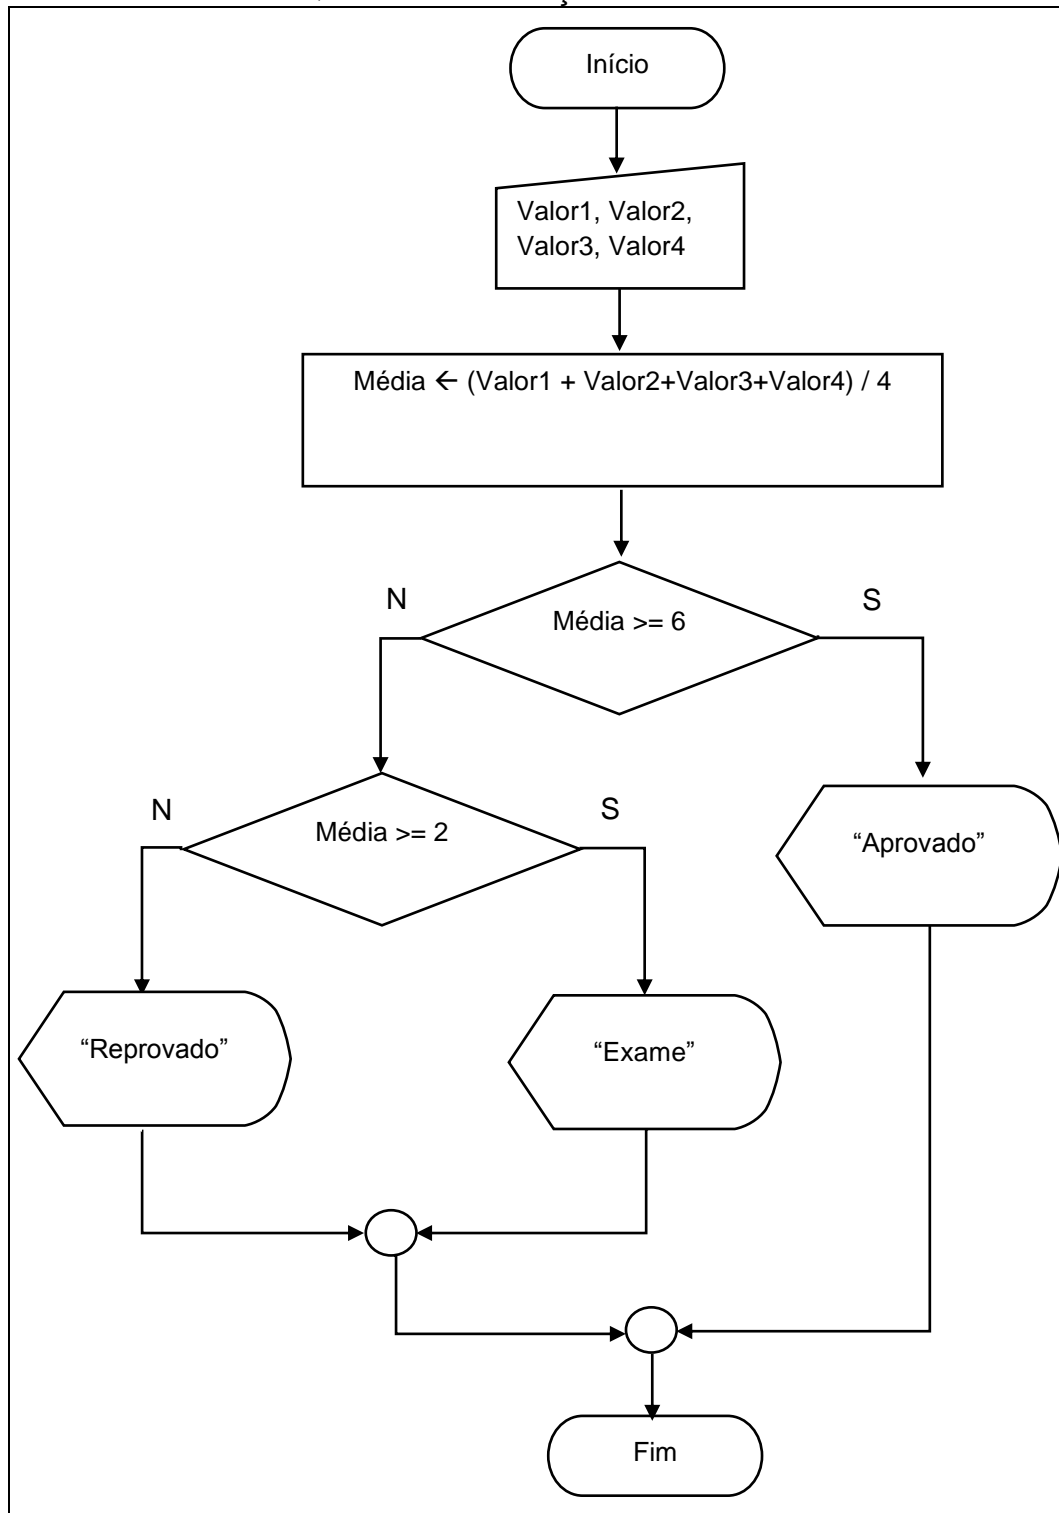 Início
Valor1, Valor2,
Valor3, Valor4
Média ← (Valor1 + Valor2+Valor3+Valor4) / 4
N
S
Média >= 6
N
S
Média >= 2
“Aprovado”
“Reprovado”
“Exame”
Fim